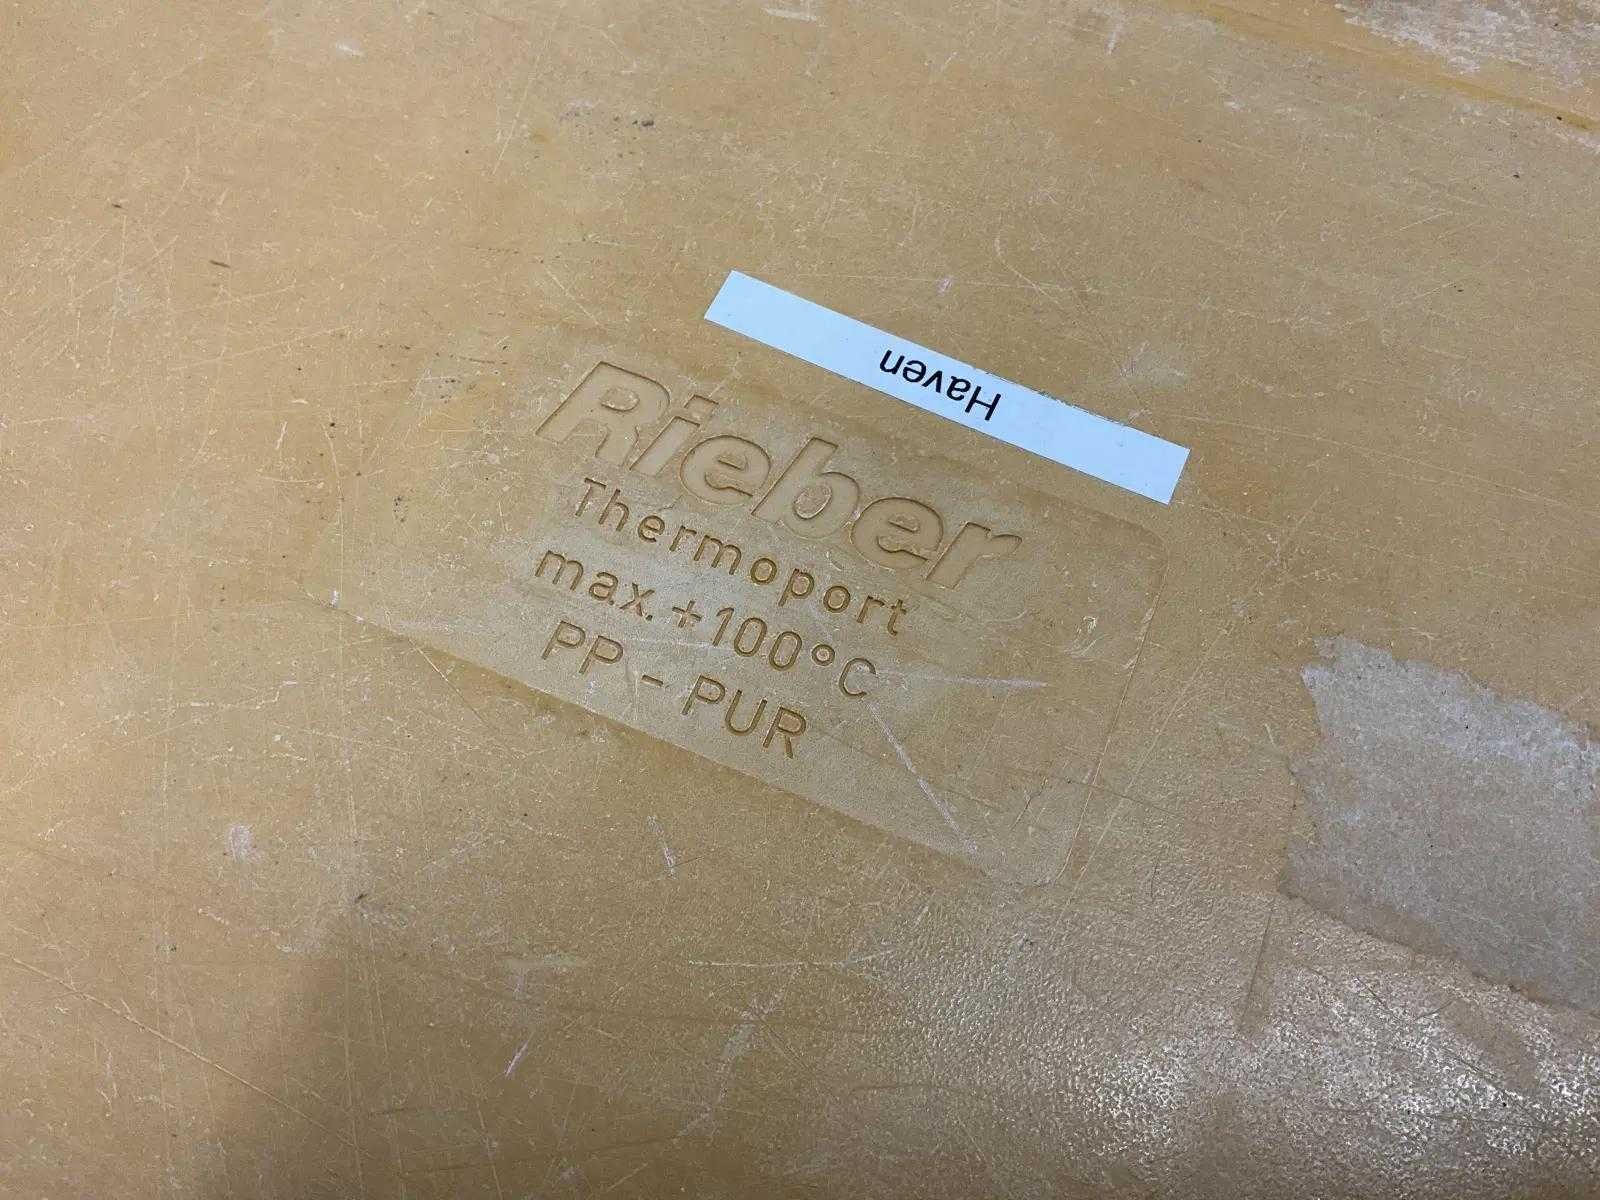 Haven
Rieber
Thermoport
max. +100°C
PP - PUR